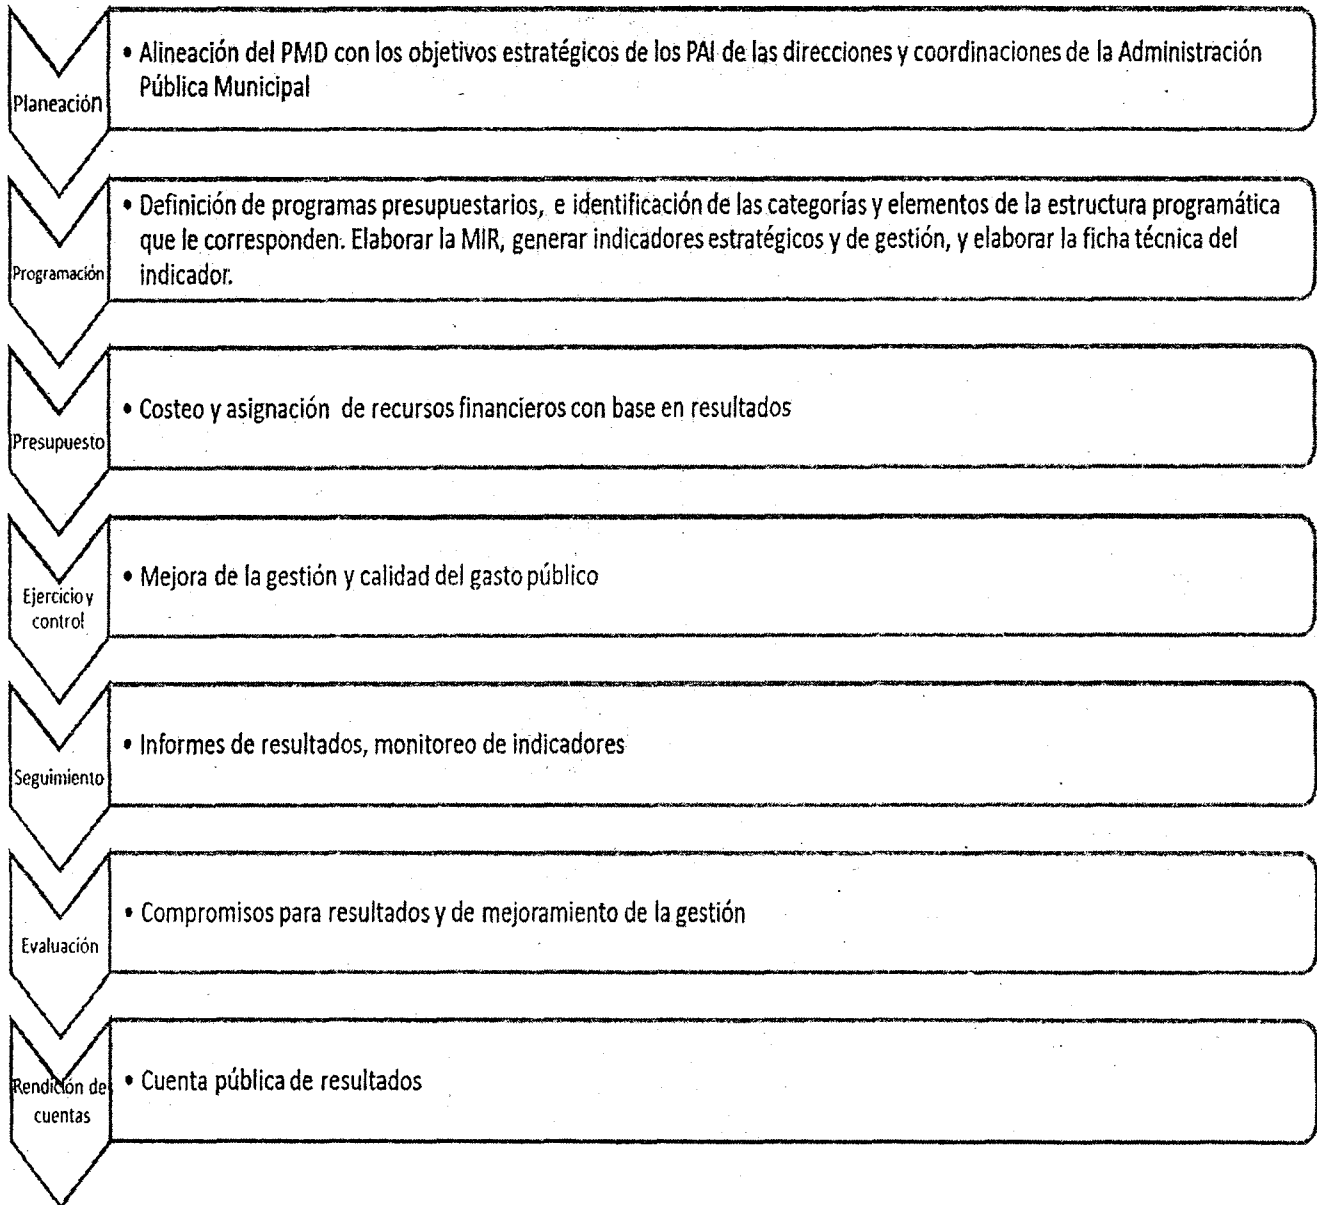 Planeación
• Alineación del PMD con los objetivos estratégicos de los PAI de las direcciones y coordinaciones de la Administración
Pública Municipal
Programación
• Definición de programas presupuestarios, e identificación de las categorías y elementos de la estructura programática
que le corresponden. Elaborar la MIR, generar indicadores estratégicos y de gestión, y elaborar la ficha técnica del
indicador.
Presupuesto
• Costeo y asignación de recursos financieros con base en resultados
Ejercicio y
control
• Mejora de la gestión y calidad del gasto público
Seguimiento
• Informes de resultados, monitoreo de indicadores
Evaluación
• Compromisos para resultados y de mejoramiento de la gestión
Rendición de
cuentas
• Cuenta pública de resultados